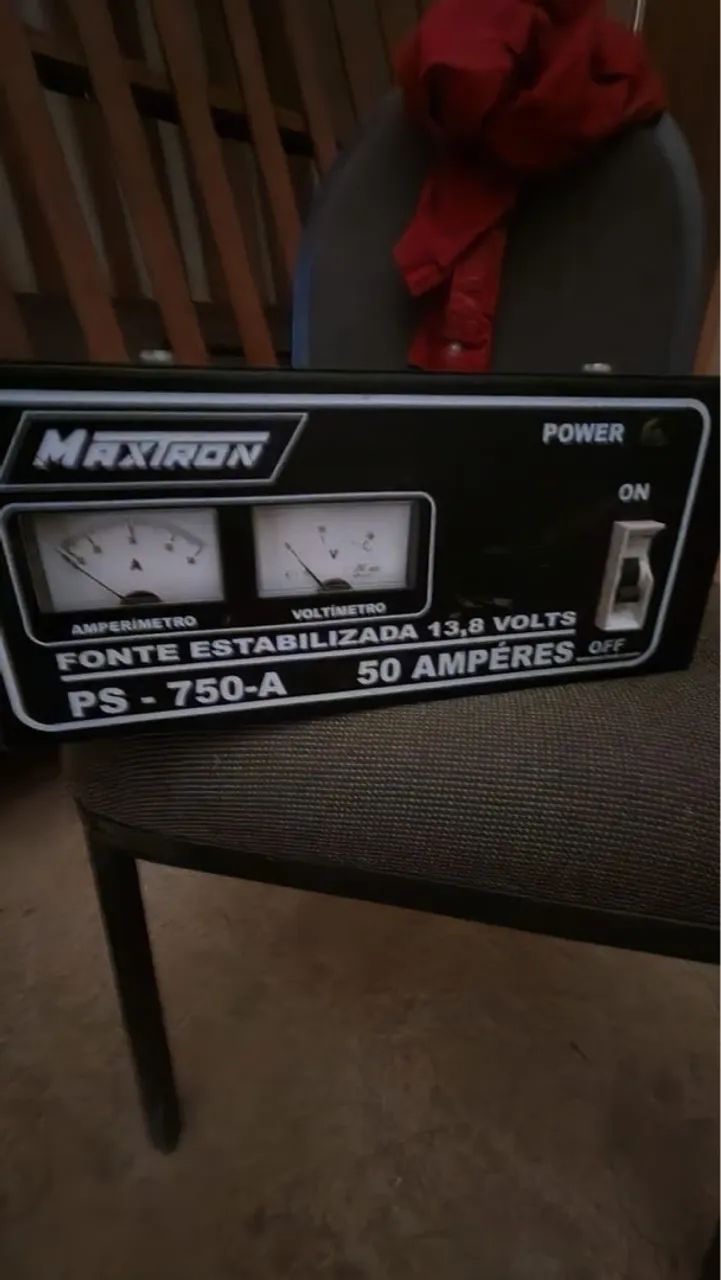 MAXTRON
POWER
ON
A
V
AMPERÍMETRO
VOLTÍMETRO
FONTE ESTABILIZADA 13,8 VOLTS
OFF
PS - 750-A
50 AMPÉRES